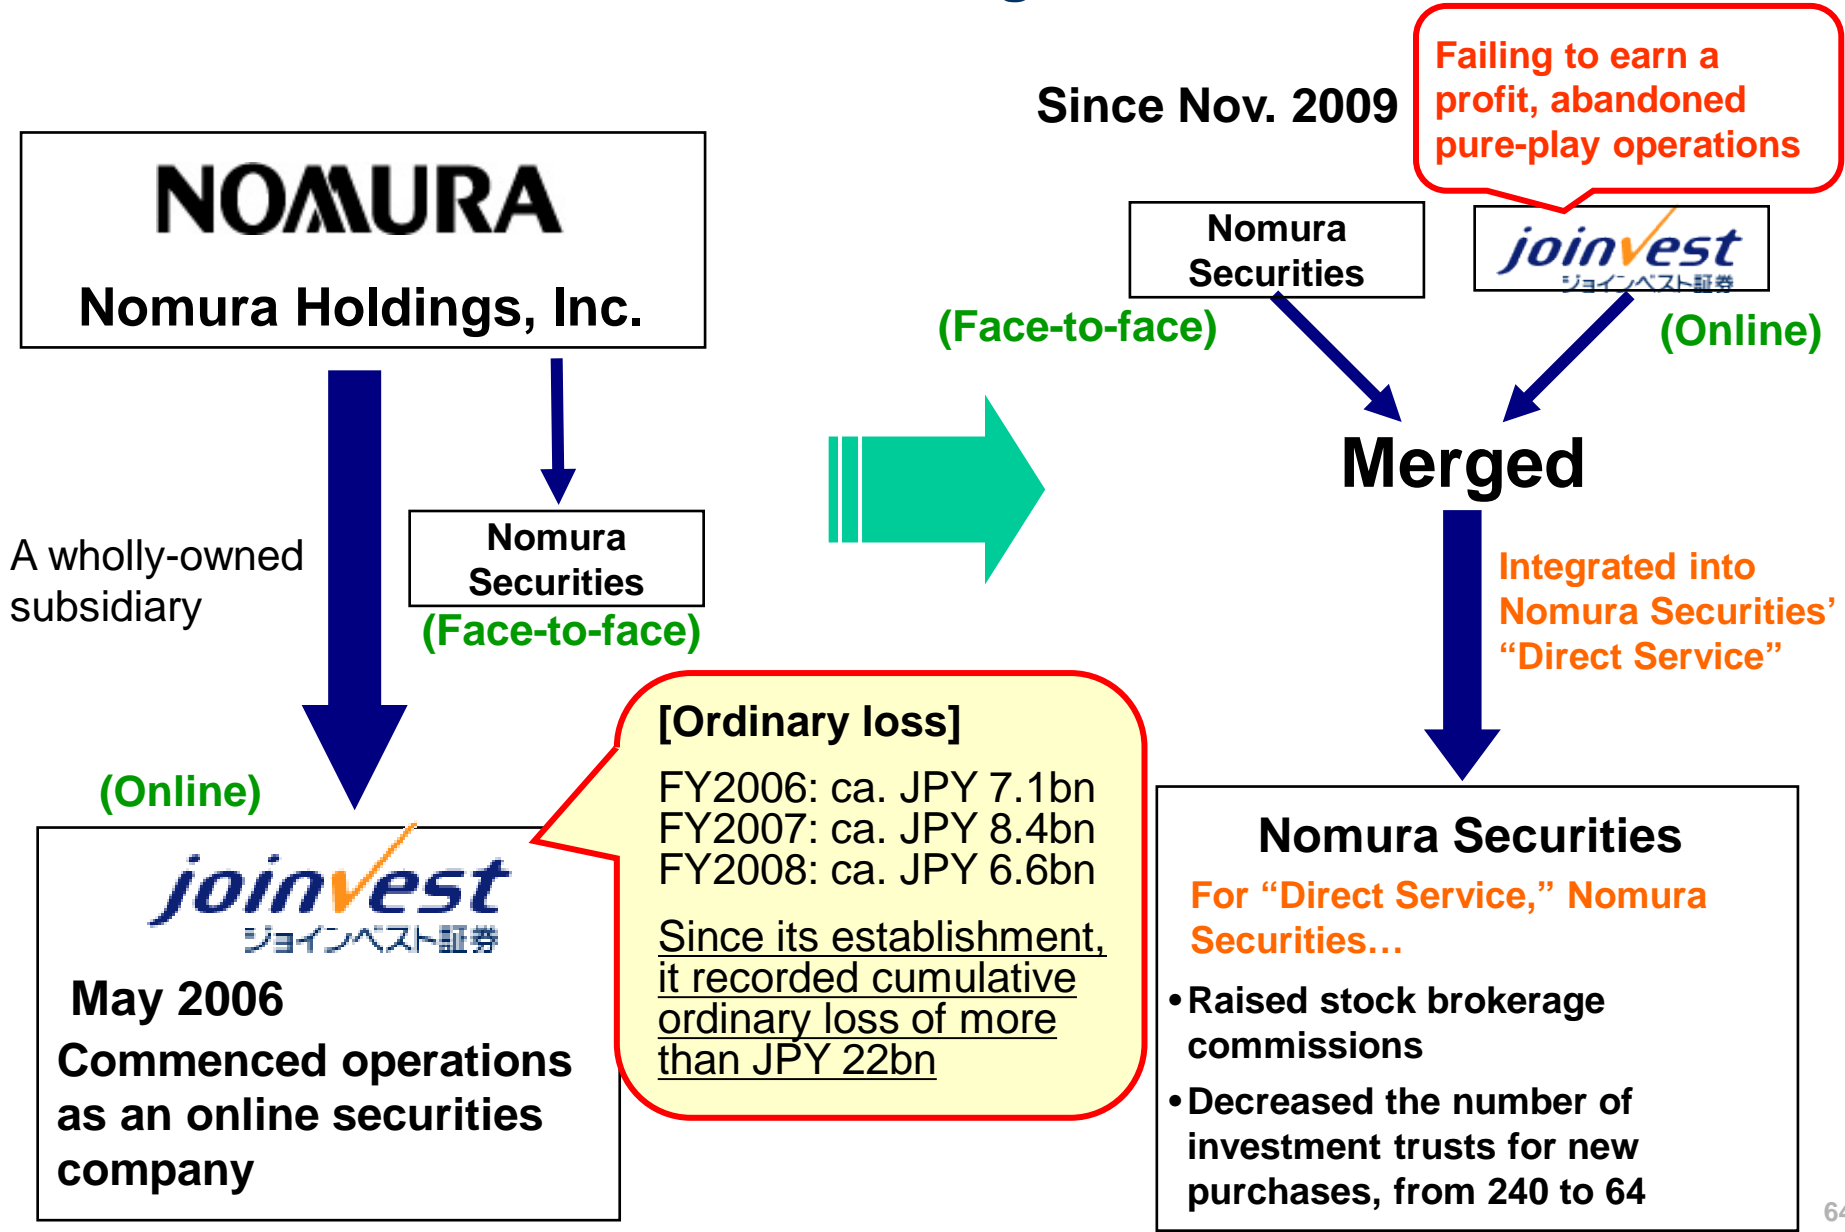 Since Nov. 2009
Failing to earn a
profit, abandoned
pure-play operations
NOMURA
Nomura Holdings, Inc.
Nomura
Securities
(Face-to-face)
joinvest
ジョインベスト証券
(Online)
Merged
A wholly-owned
subsidiary
Nomura
Securities
(Face-to-face)
Integrated into
Nomura Securities’
“Direct Service”
(Online)
joinvest
ジョインベスト証券
May 2006
Commenced operations
as an online securities
company
[Ordinary loss]
FY2006: ca. JPY 7.1bn
FY2007: ca. JPY 8.4bn
FY2008: ca. JPY 6.6bn
Since its establishment,
it recorded cumulative
ordinary loss of more
than JPY 22bn
Nomura Securities
For “Direct Service,” Nomura
Securities…
•Raised stock brokerage
commissions
•Decreased the number of
investment trusts for new
purchases, from 240 to 64